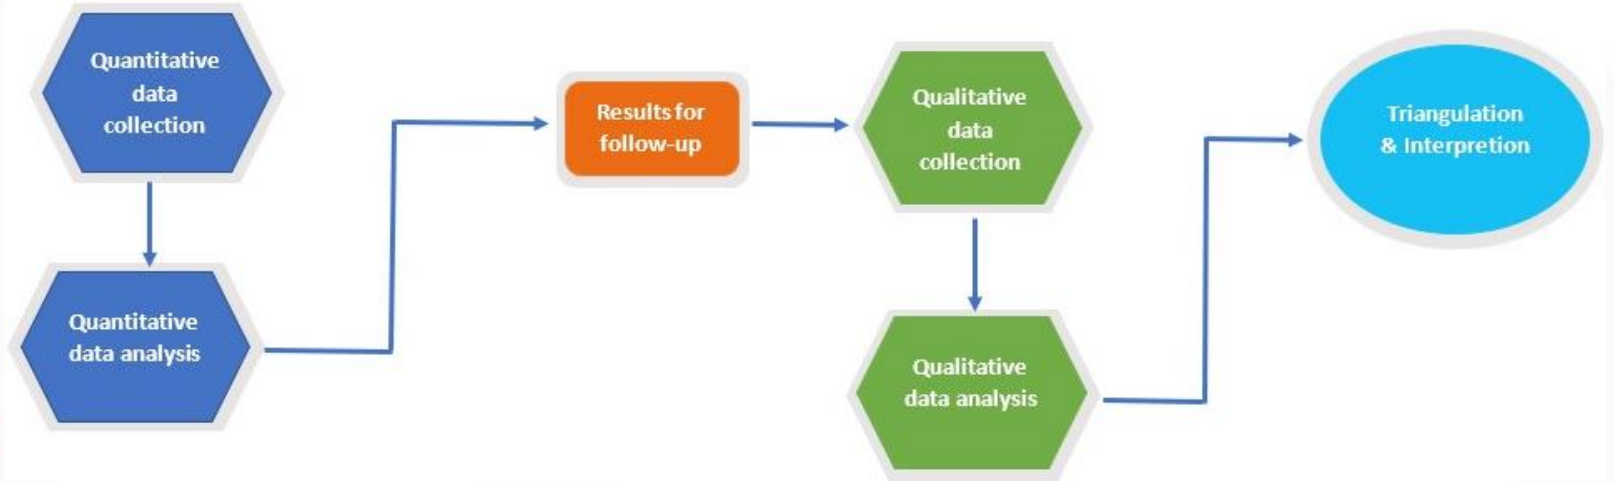 Quantitative
data
collection
Quantitative
data analysis
Results for
follow-up
Qualitative
data
collection
Qualitative
data analysis
Triangulation
& Interpretion